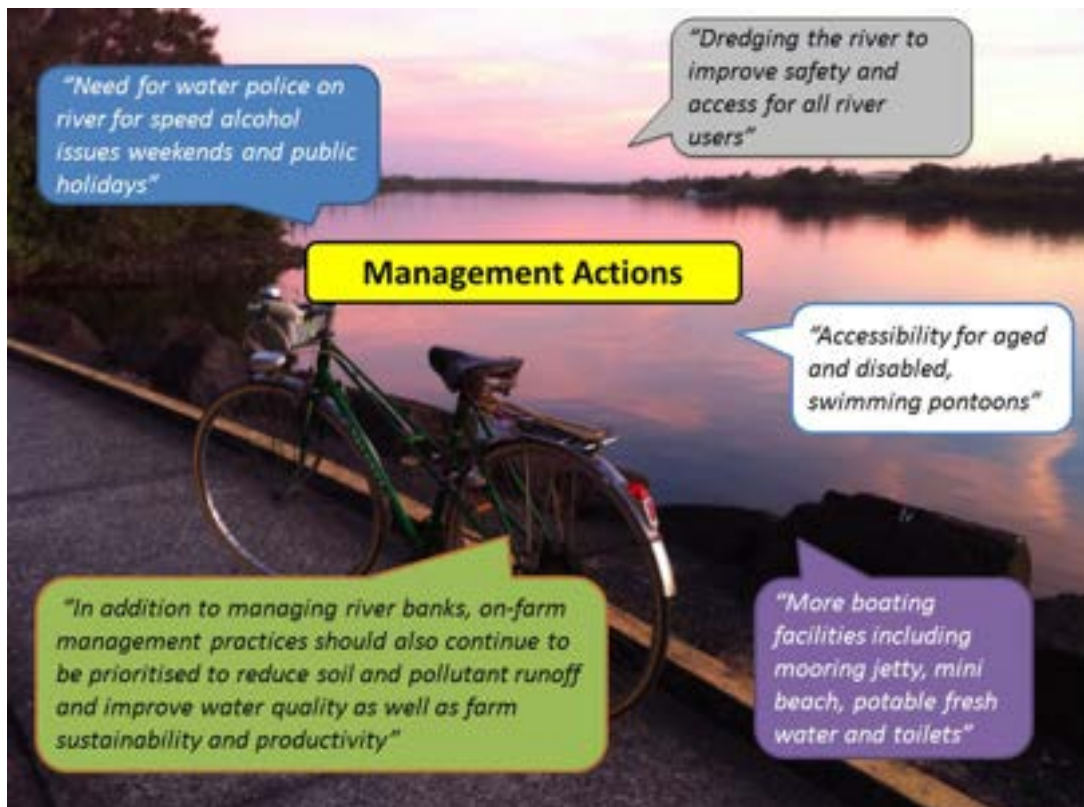 "Need for water police on
river for speed alcohol
issues weekends and public
holidays"
"Dredging the river to
improve safety and
access for all river
users"
Management Actions
"Accessibility for aged
and disabled,
swimming pontoons"
"In addition to managing river banks, on-farm
management practices should also continue to
be prioritised to reduce soil and pollutant runoff
and improve water quality as well as farm
sustainability and productivity"
"More boating
facilities including
mooring jetty, mini
beach, potable fresh
water and toilets"